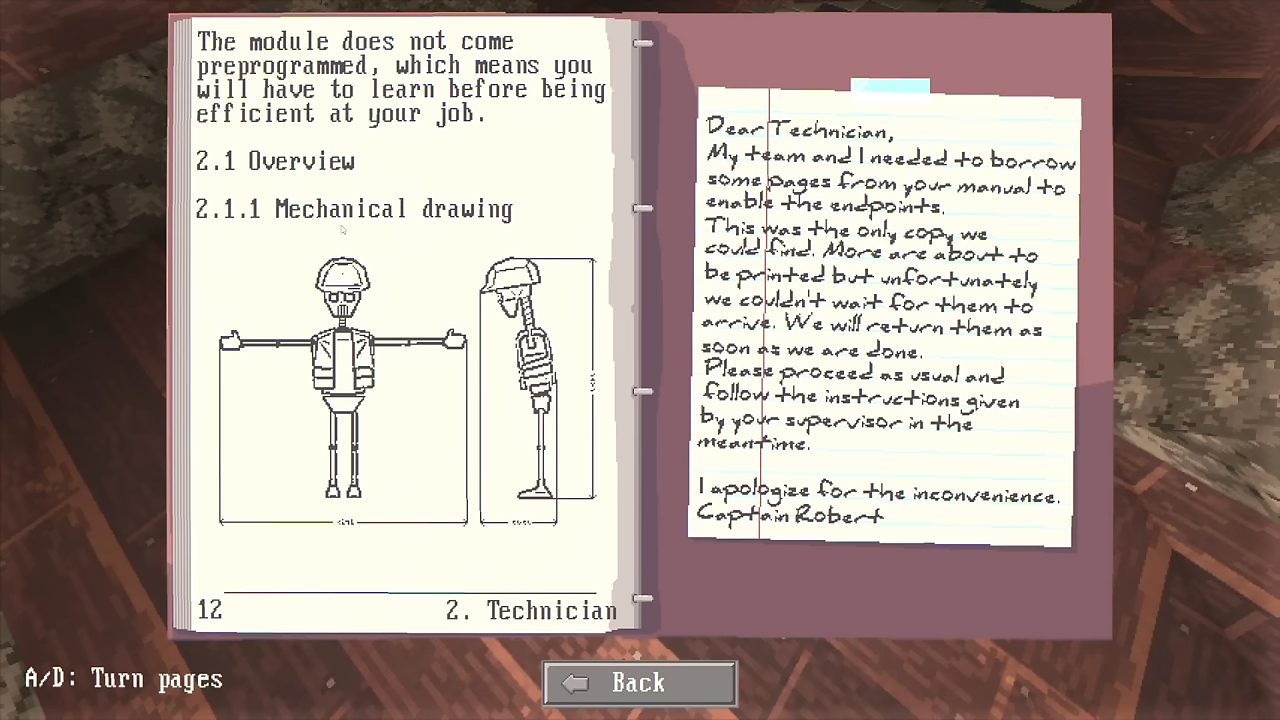 The module does not come
preprogrammed, which means you
will have to learn before being
efficient at your job.
2.1 Overview
2.1.1 Mechanical drawing
12
2. Technician
Dear Technician,
My team and I needed to borrow
some pages from your manual to
enable the endpoints.
This was the only copy we
could find. More are about to
be printed but unfortunately
we couldn't wait for them to
arrive. We will return them as
soon as we are done.
Please proceed as usual and
follow the instructions given
by your supervisor in the
meantime.
I apologize for the inconvenience.
Captain Robert
A/D: Turn pages
Back